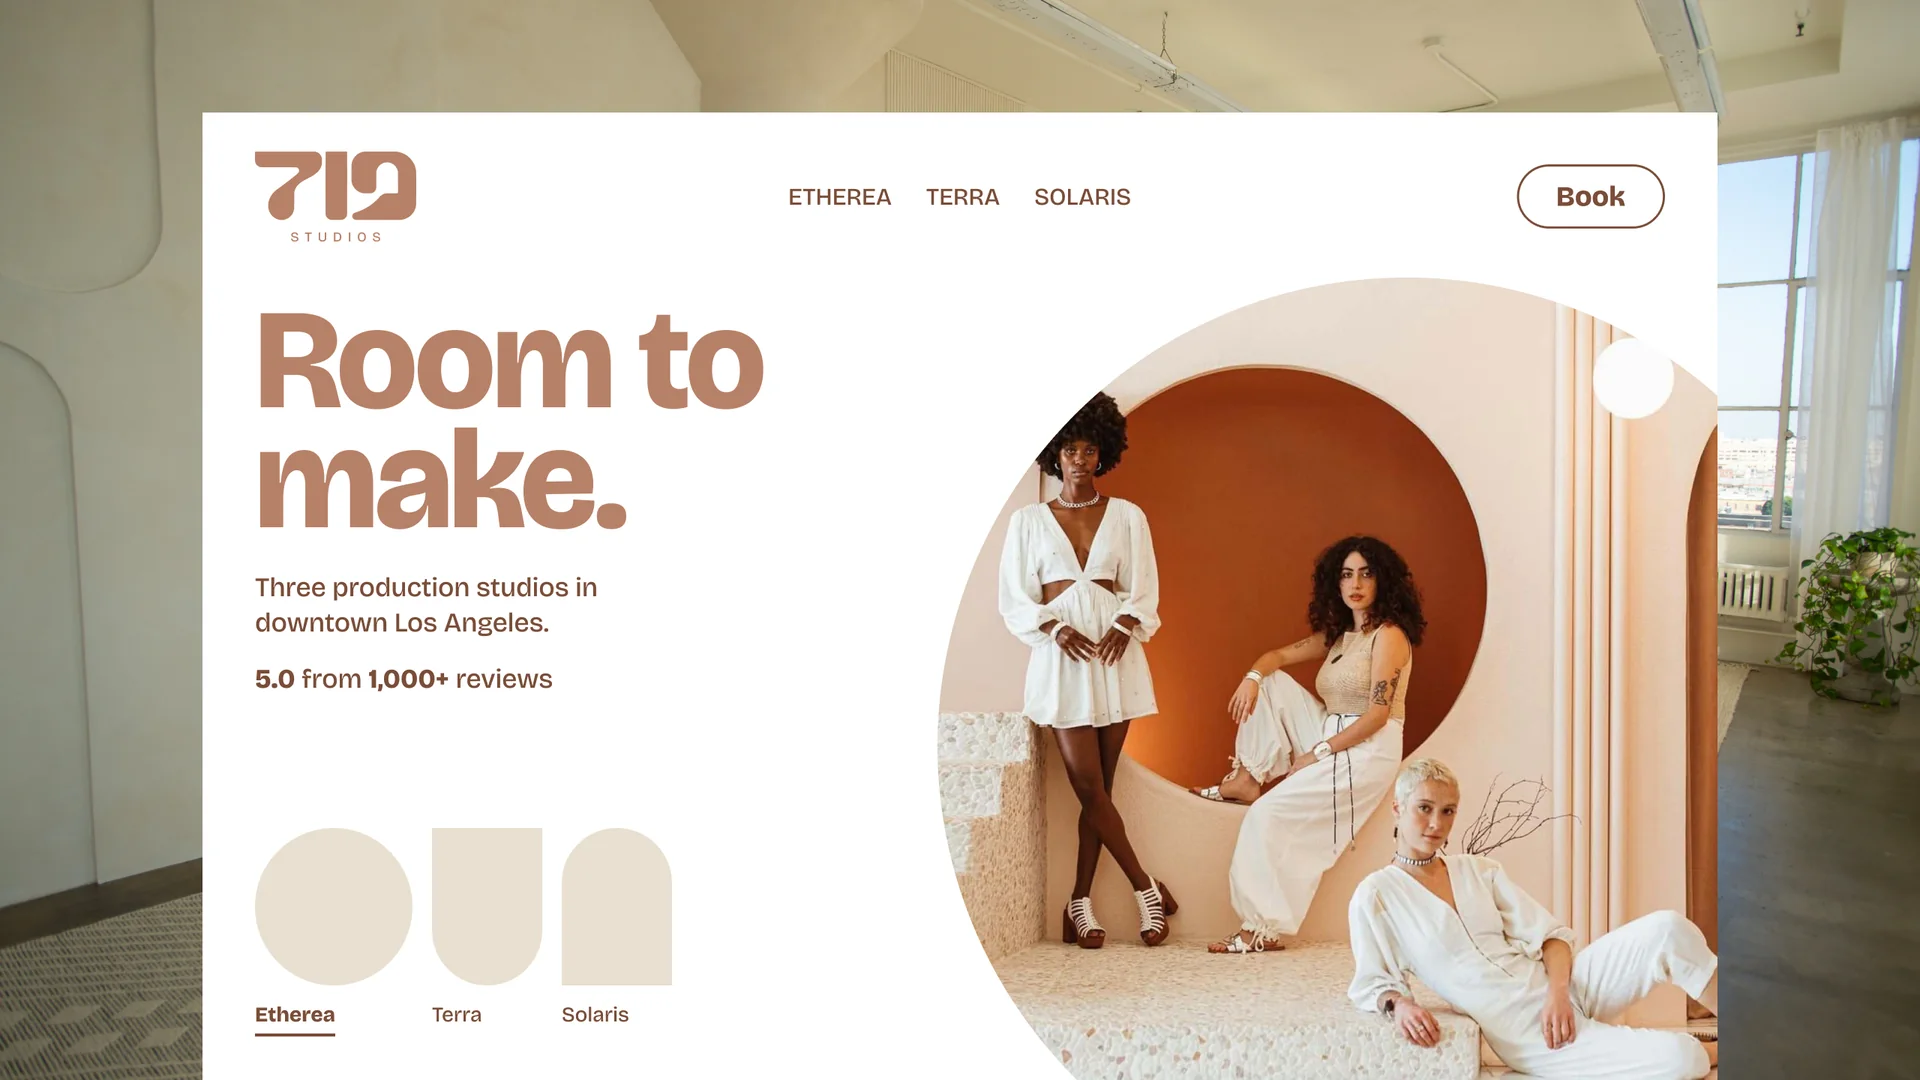 719
STUDIOS
ETHEREA TERRA SOLARIS
Book
Room to
make.
Three production studios in
downtown Los Angeles.
5.0 from 1,000+ reviews
Etherea Terra Solaris